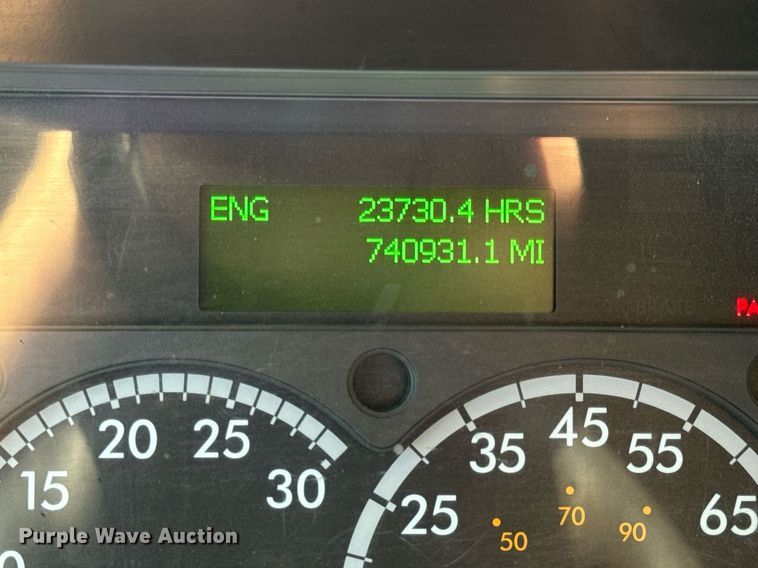 ENG 23730.4 HRS
740931.1 MI
PA
20 25
15 30
25 35 45 55 65
50 70 90
Purple Wave Auction